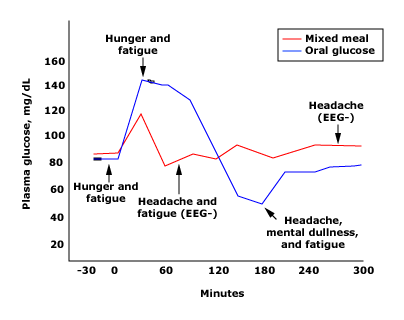 Mixed meal
Oral glucose
Hunger and
fatigue
160
140
120
100
80
60
40
20
Plasma glucose, mg/dL
Headache
(EEG-)
Hunger and
fatigue
Headache and
fatigue (EEG-)
Headache,
mental dullness,
and fatigue
-30 0 60 120 180 240 300
Minutes